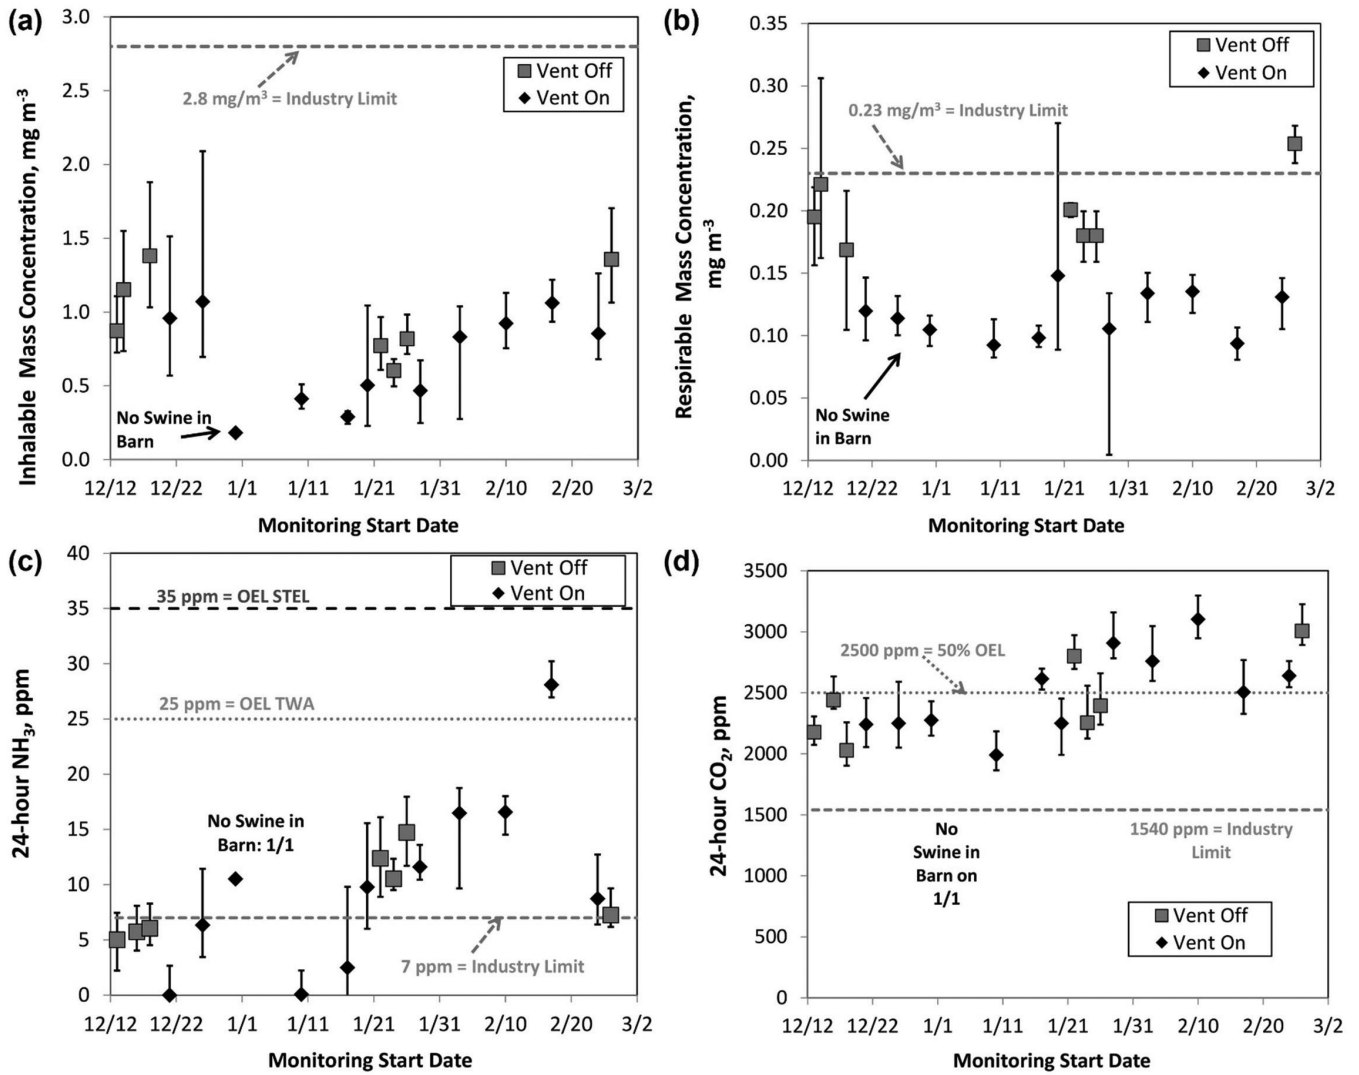 (a)
3.0
2.5
2.0
1.5
1.0
0.5
0.0
Inhalable Mass Concentration, mg m-3
2.8 mg/m3 = Industry Limit
Vent Off
Vent On
No Swine in
Barn
12/12 12/22 1/1 1/11 1/21 1/31 2/10 2/20 3/2
Monitoring Start Date
(b)
0.35
0.30
0.25
0.20
0.15
0.10
0.05
0.00
Respirable Mass Concentration,
mg m-3
Vent Off
Vent On
0.23 mg/m3 = Industry Limit
No Swine
in Barn
12/12 12/22 1/1 1/11 1/21 1/31 2/10 2/20 3/2
Monitoring Start Date
(c)
40
35
30
25
20
15
10
5
0
24-hour NH3, ppm
Vent Off
Vent On
35 ppm = OEL STEL
25 ppm = OEL TWA
No Swine in
Barn: 1/1
7 ppm = Industry Limit
12/12 12/22 1/1 1/11 1/21 1/31 2/10 2/20 3/2
Monitoring Start Date
(d)
3500
3000
2500
2000
1500
1000
500
0
24-hour CO2, ppm
2500 ppm = 50% OEL
1540 ppm = Industry
Limit
No
Swine in
Barn on
1/1
Vent Off
Vent On
12/12 12/22 1/1 1/11 1/21 1/31 2/10 2/20 3/2
Monitoring Start Date